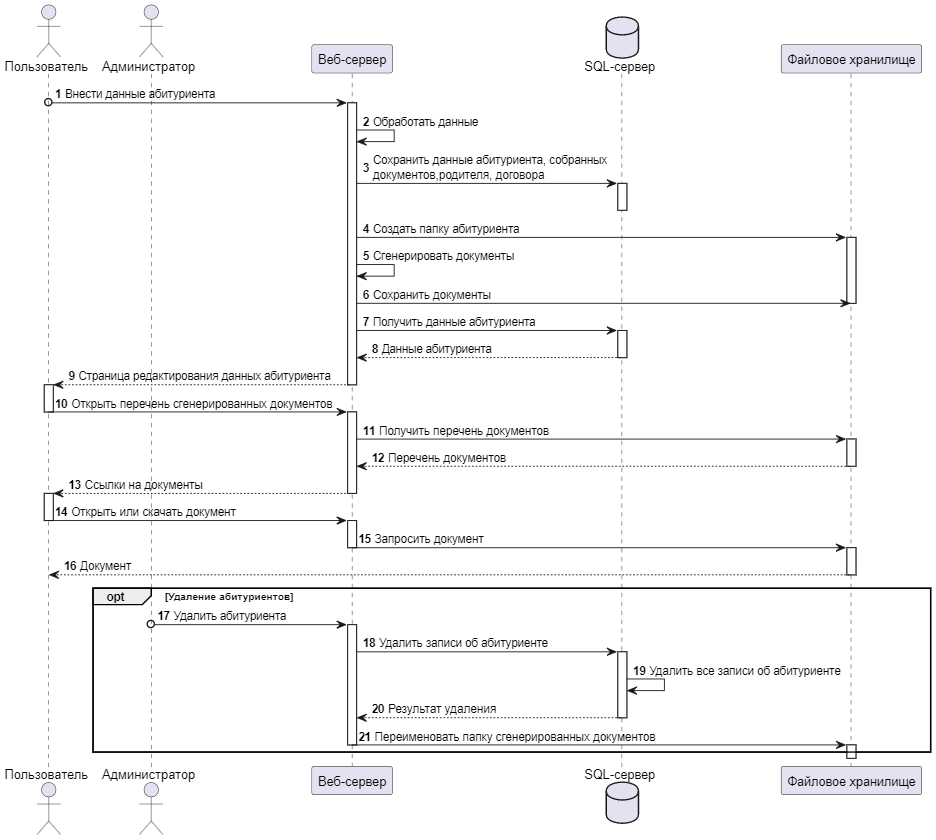 Пользователь
Администратор
Веб-сервер
SQL-сервер
Файловое хранилище
1 Внести данные абитуриента
2 Обработать данные
3 Сохранить данные абитуриента, собранных
документов,родителя, договора
4 Создать папку абитуриента
5 Сгенерировать документы
6 Сохранить документы
7 Получить данные абитуриента
8 Данные абитуриента
9 Страница редактирования данных абитуриента
10 Открыть перечень сгенерированных документов
11 Получить перечень документов
12 Перечень документов
13 Ссылки на документы
14 Открыть или скачать документ
15 Запросить документ
16 Документ
opt [Удаление абитуриентов]
17 Удалить абитуриента
18 Удалить записи об абитуриенте
19 Удалить все записи об абитуриенте
20 Результат удаления
21 Переименовать папку сгенерированных документов
Пользователь
Администратор
Веб-сервер
SQL-сервер
Файловое хранилище